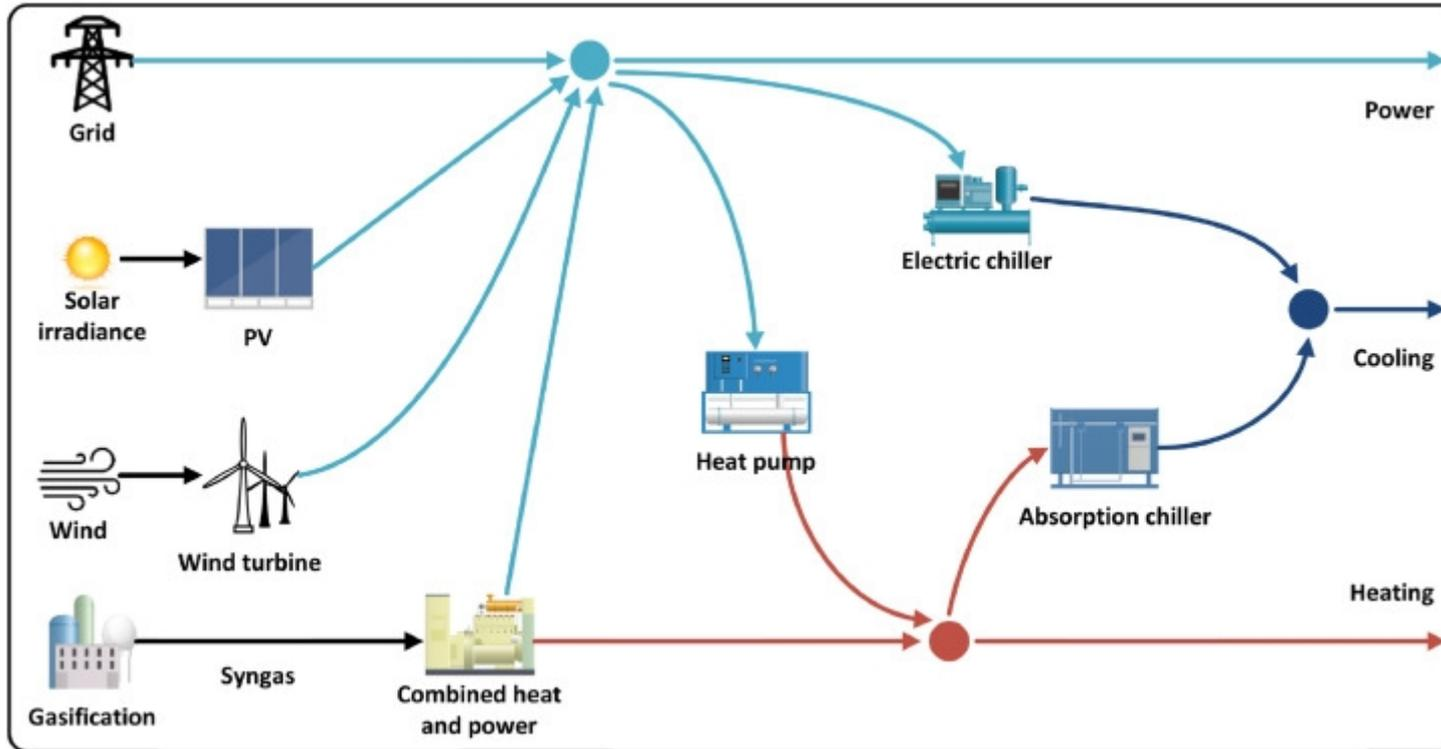 Grid
Power
Solar
irradiance
PV
Electric chiller
Cooling
Wind
Wind turbine
Heat pump
Absorption chiller
Heating
Gasification
Syngas
Combined heat
and power